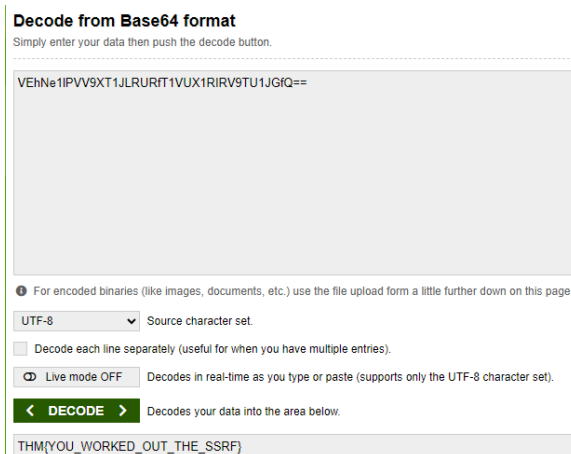 Decode from Base64 format
Simply enter your data then push the decode button.
VEhNe1lPVV9XT1JLRURfT1VUX1RIRV9TU1JGfQ==
For encoded binaries (like images, documents, etc.) use the file upload form a little further down on this page
UTF-8 Source character set.
Decode each line separately (useful for when you have multiple entries).
Live mode OFF Decodes in real-time as you type or paste (supports only the UTF-8 character set).
< DECODE > Decodes your data into the area below.
THM{YOU_WORKED_OUT_THE_SSRF}